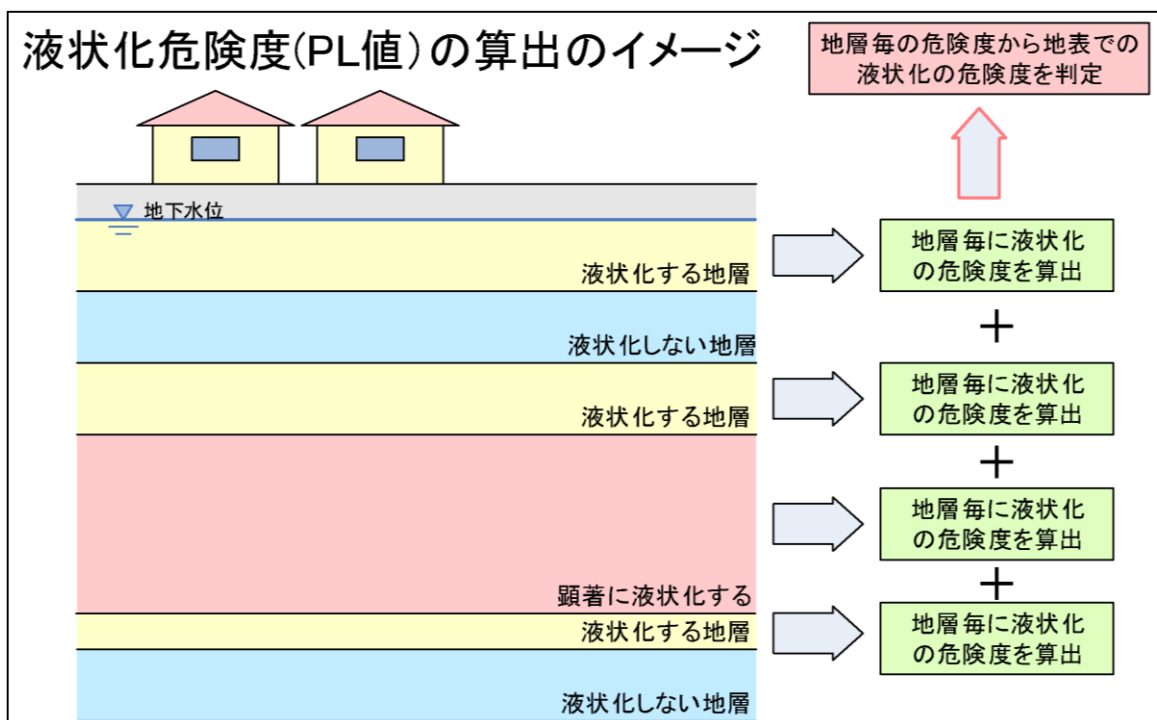 液状化危険度(PL値)の算出のイメージ
地層毎の危険度から地表での
液状化の危険度を判定
地下水位
液状化する地層
地層毎に液状化
の危険度を算出
＋
液状化しない地層
液状化する地層
地層毎に液状化
の危険度を算出
＋
顕著に液状化する
地層毎に液状化
の危険度を算出
＋
液状化する地層
地層毎に液状化
の危険度を算出
液状化しない地層